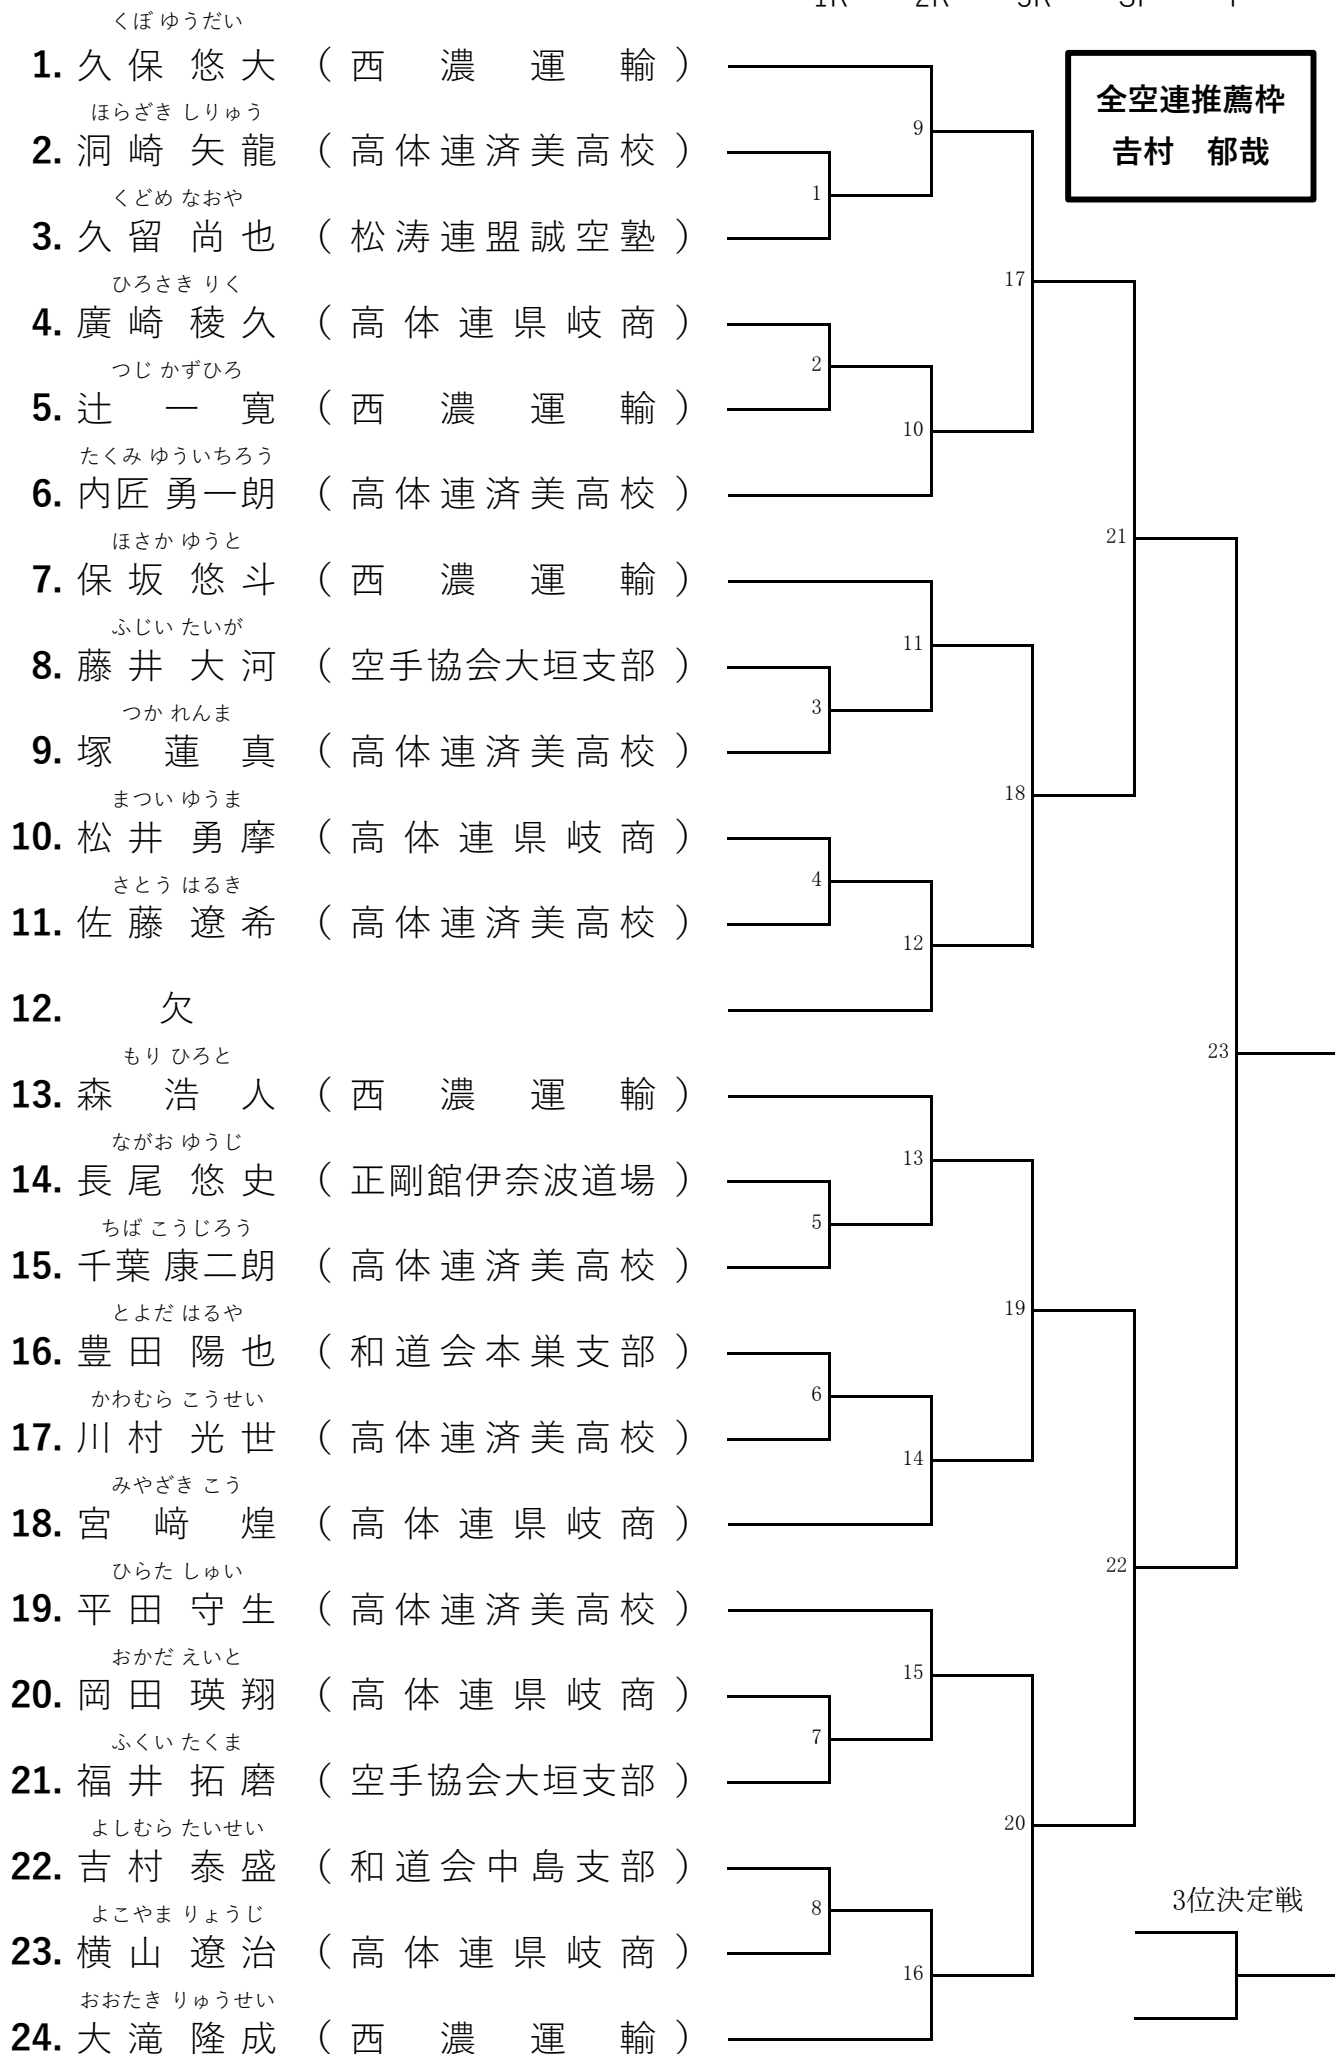 1R 2R 3R SF F
くぼ ゆうだい
1. 久保 悠大 （西濃運輸）
全空連推薦枠
𠮷村 郁哉
ほらざき しりゅう
2. 洞崎 矢龍 （高体連済美高校）
くどめ なおや
3. 久留 尚也 （松涛連盟誠空塾）
ひろさき りく
4. 廣崎 稜久 （高体連県岐商）
つじ かずひろ
5. 辻 一寛 （西濃運輸）
たくみ ゆういちろう
6. 内匠 勇一朗 （高体連済美高校）
ほさか ゆうと
7. 保坂 悠斗 （西濃運輸）
ふじい たいが
8. 藤井 大河 （空手協会大垣支部）
つか れんま
9. 塚 蓮真 （高体連済美高校）
まつい ゆうま
10. 松井 勇摩 （高体連県岐商）
さとう はるき
11. 佐藤 遼希 （高体連済美高校）
12. 欠
もり ひろと
13. 森 浩人 （西濃運輸）
ながお ゆうじ
14. 長尾 悠史 （正剛館伊奈波道場）
ちば こうじろう
15. 千葉 康二朗 （高体連済美高校）
とよだ はるや
16. 豊田 陽也 （和道会本巣支部）
かわむら こうせい
17. 川村 光世 （高体連済美高校）
みやざき こう
18. 宮﨑 煌 （高体連県岐商）
ひらた しゅい
19. 平田 守生 （高体連済美高校）
おかだ えいと
20. 岡田 瑛翔 （高体連県岐商）
ふくい たくま
21. 福井 拓磨 （空手協会大垣支部）
よしむら たいせい
22. 吉村 泰盛 （和道会中島支部）
よこやま りょうじ
23. 横山 遼治 （高体連県岐商）
おおたき りゅうせい
24. 大滝 隆成 （西濃運輸）
1
2
3
4
5
6
7
8
9
10
11
12
13
14
15
16
17
18
19
20
21
22
23
3位決定戦